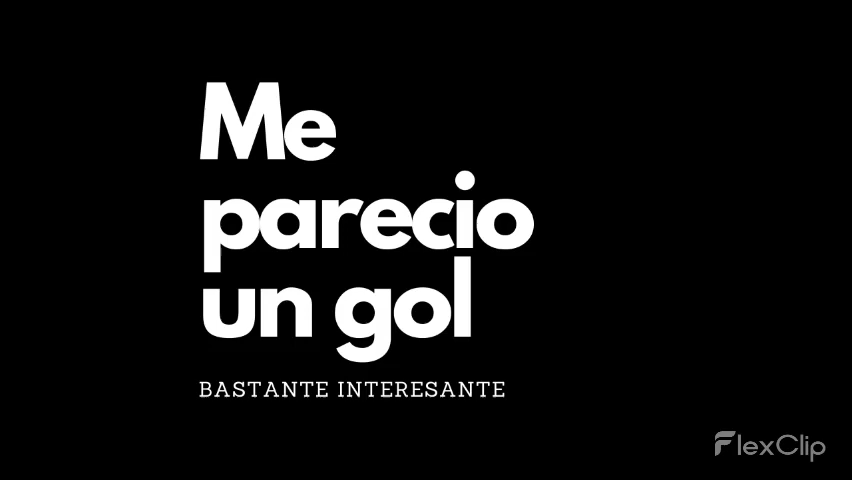 Me
parecio
un gol
BASTANTE INTERESANTE
FlexClip